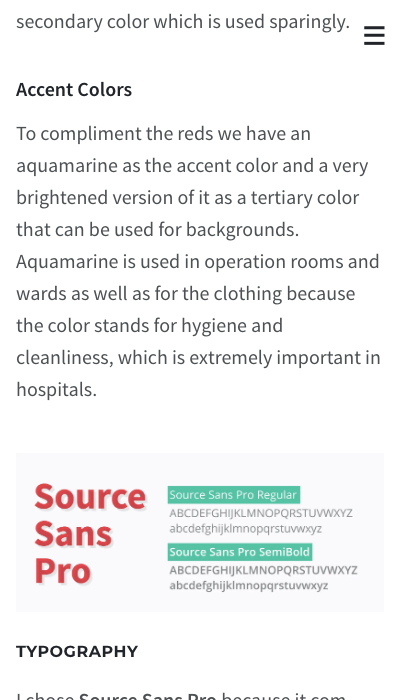 secondary color which is used sparingly.
Accent Colors
To compliment the reds we have an
aquamarine as the accent color and a very
brightened version of it as a tertiary color
that can be used for backgrounds.
Aquamarine is used in operation rooms and
wards as well as for the clothing because
the color stands for hygiene and
cleanliness, which is extremely important in
hospitals.
Source
Sans
Pro
Source Sans Pro Regular
ABCDEFGHIJKLMNOPQRSTUVWXYZ
abcdefghijklmnopqrstuvwxyz
Source Sans Pro SemiBold
ABCDEFGHIJKLMNOPQRSTUVWXYZ
abcdefghijklmnopqrstuvwxyz
TYPOGRAPHY
I chose Source Sans Pro because it com